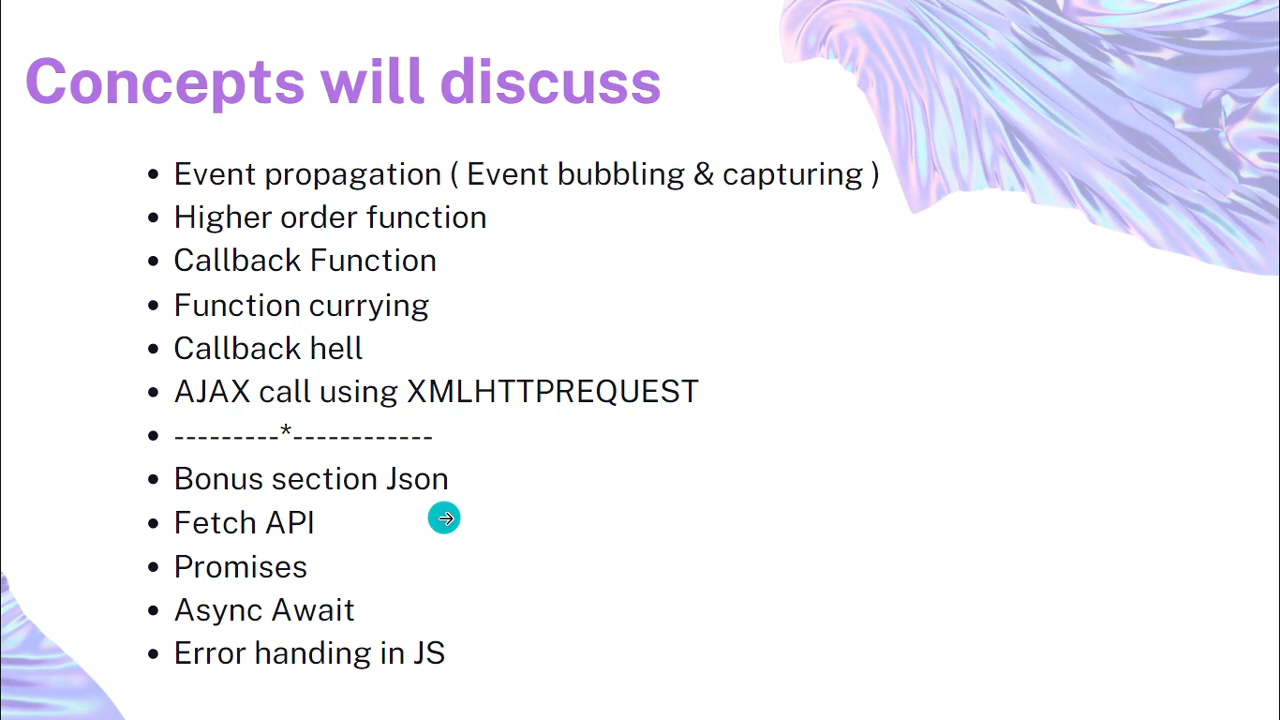 Concepts will discuss
• Event propagation ( Event bubbling & capturing )
• Higher order function
• Callback Function
• Function currying
• Callback hell
• AJAX call using XMLHTTPREQUEST
• ---------*------------
• Bonus section Json
• Fetch API
• Promises
• Async Await
• Error handing in JS